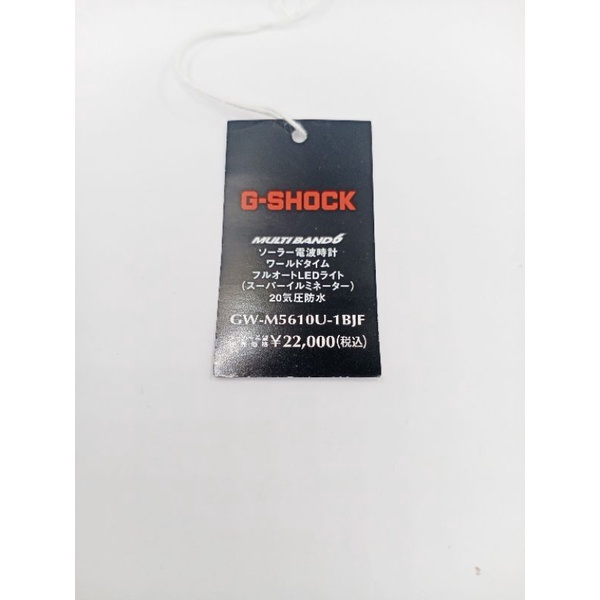 G-SHOCK
MULTI BAND 6
ソーラー電波時計
ワールドタイム
フルオートLEDライト
(スーパーイルミネーター)
20気圧防水
GW-M5610U-1BJF
¥22,000(税込)